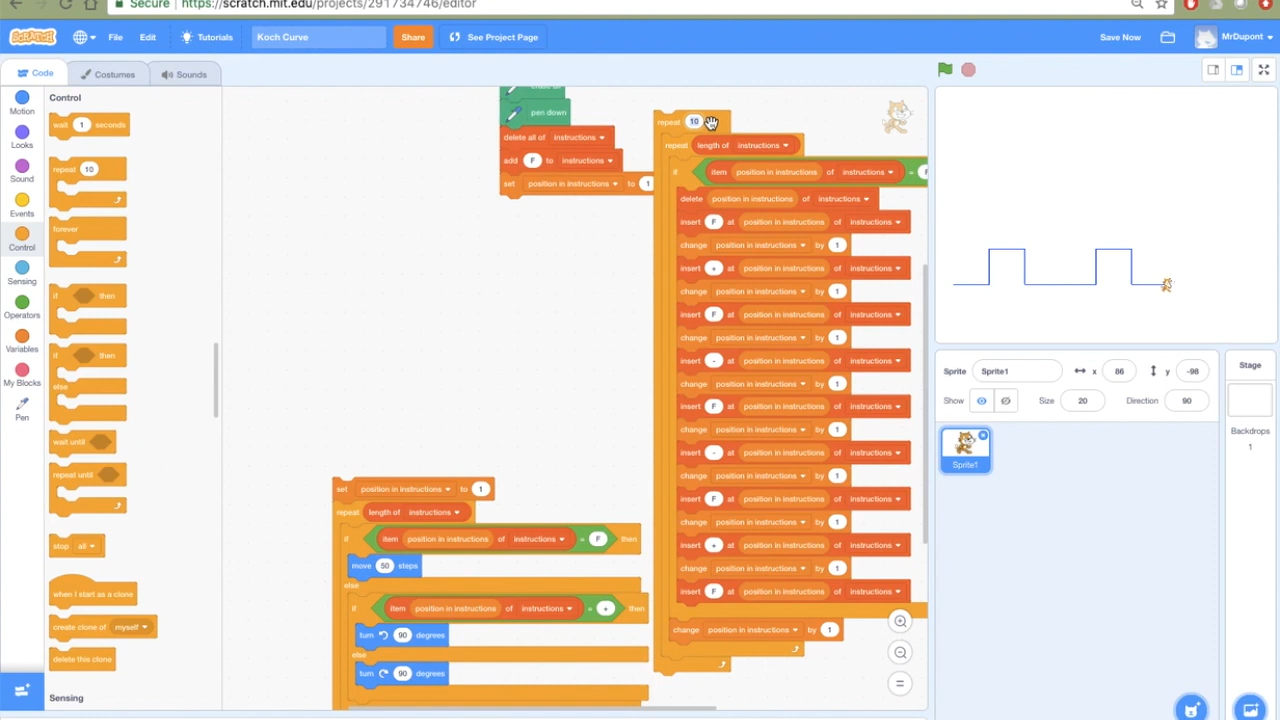 Secure https://scratch.mit.edu/projects/291734746/editor
SCRATCH File Edit Tutorials Koch Curve Share See Project Page Save Now MrDupont
Code Costumes Sounds
Motion
Looks
Sound
Events
Control
Sensing
Operators
Variables
My Blocks
Pen
Control
wait 1 seconds
repeat 10
forever
if then
if then
else
wait until
repeat until
stop all
when I start as a clone
create clone of myself
delete this clone
Sensing
pen down
delete all of instructions
add F to instructions
set position in instructions to 1
repeat 10
repeat length of instructions
if item position in instructions of instructions =
delete position in instructions of instructions
insert F at position in instructions of instructions
change position in instructions by 1
insert + at position in instructions of instructions
change position in instructions by 1
insert F at position in instructions of instructions
change position in instructions by 1
insert - at position in instructions of instructions
change position in instructions by 1
insert F at position in instructions of instructions
change position in instructions by 1
insert - at position in instructions of instructions
change position in instructions by 1
insert F at position in instructions of instructions
change position in instructions by 1
insert + at position in instructions of instructions
change position in instructions by 1
insert F at position in instructions of instructions
change position in instructions by 1
set position in instructions to 1
repeat length of instructions
if item position in instructions of instructions = F then
move 50 steps
else
if item position in instructions of instructions = + then
turn 90 degrees
else
turn 90 degrees
Sprite Sprite1 x 86 y -98
Show Size 20 Direction 90
Sprite1
Stage
Backdrops
1